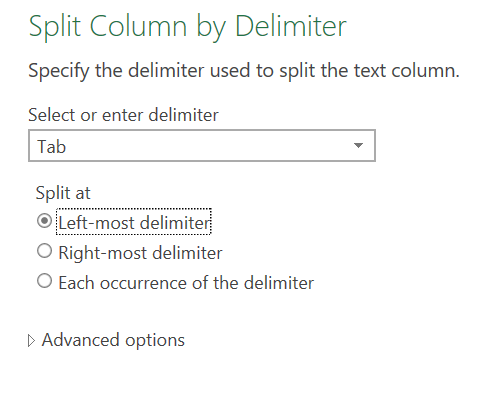 Split Column by Delimiter
Specify the delimiter used to split the text column.
Select or enter delimiter
Tab
Split at
Left-most delimiter
Right-most delimiter
Each occurrence of the delimiter
Advanced options